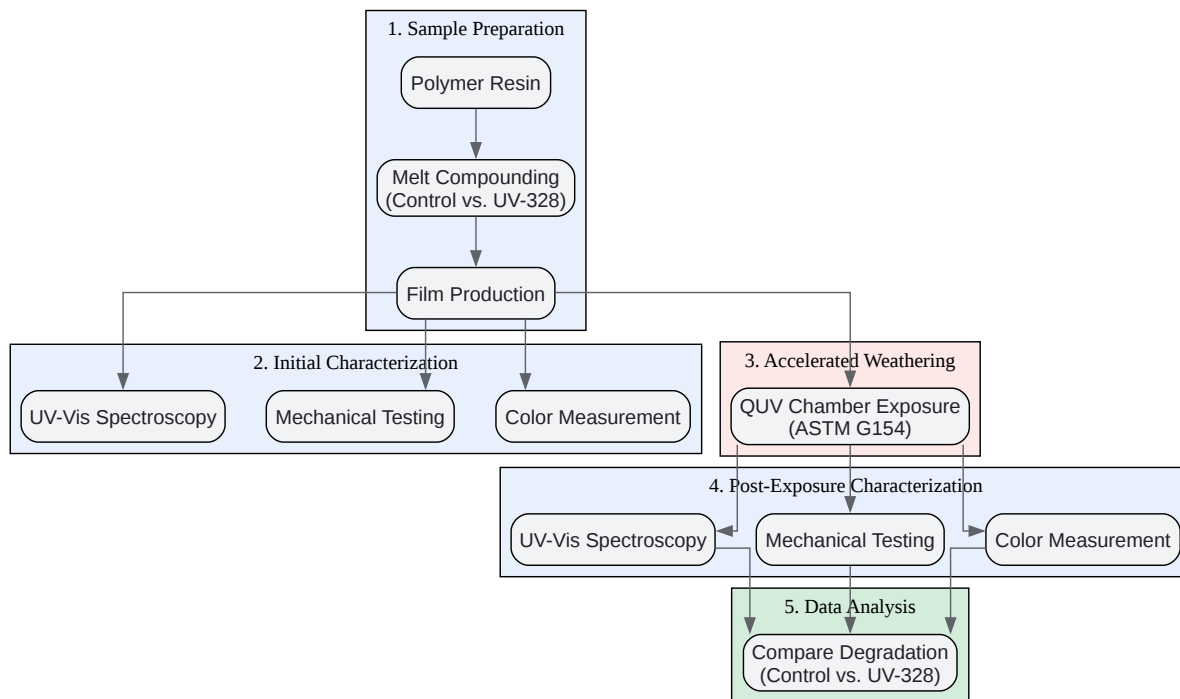 1. Sample Preparation
Polymer Resin
Melt Compounding
(Control vs. UV-328)
Film Production
2. Initial Characterization
UV-Vis Spectroscopy
Mechanical Testing
Color Measurement
3. Accelerated Weathering
QUV Chamber Exposure
(ASTM G154)
4. Post-Exposure Characterization
UV-Vis Spectroscopy
Mechanical Testing
Color Measurement
5. Data Analysis
Compare Degradation
(Control vs. UV-328)